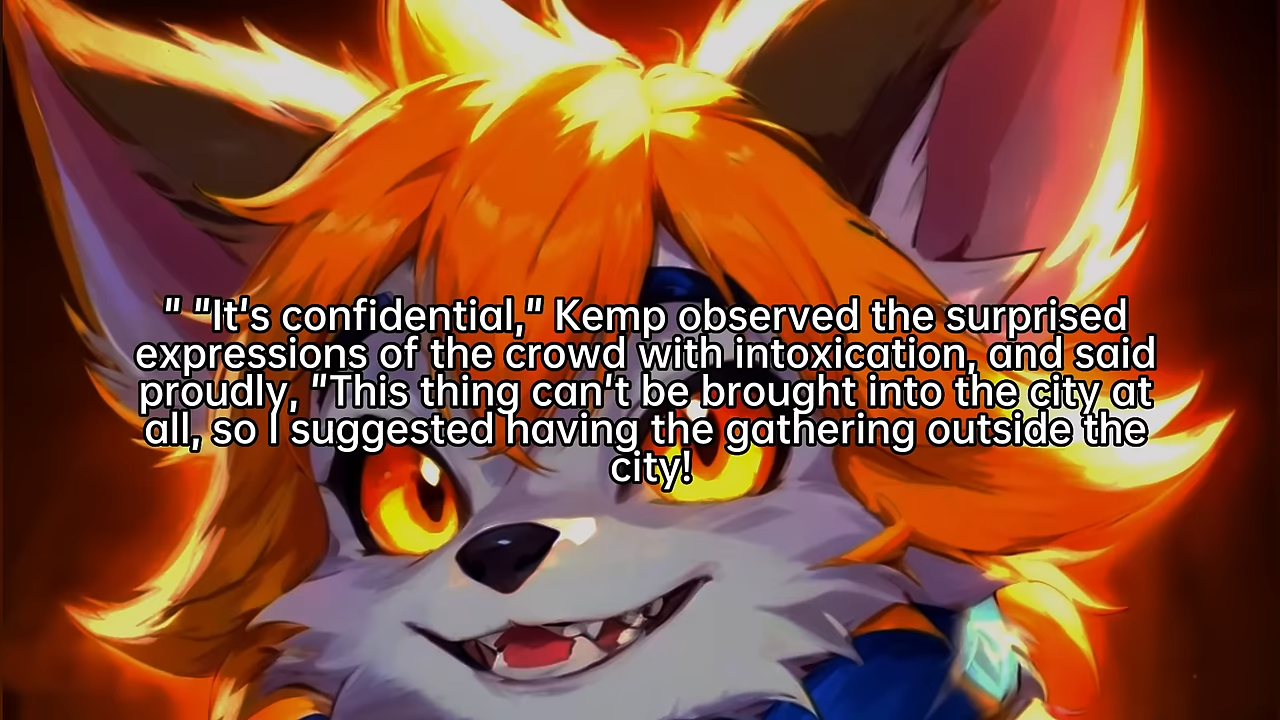 " "It's confidential," Kemp observed the surprised
expressions of the crowd with intoxication, and said
proudly, "This thing can't be brought into the city at
all, so I suggested having the gathering outside the
city!